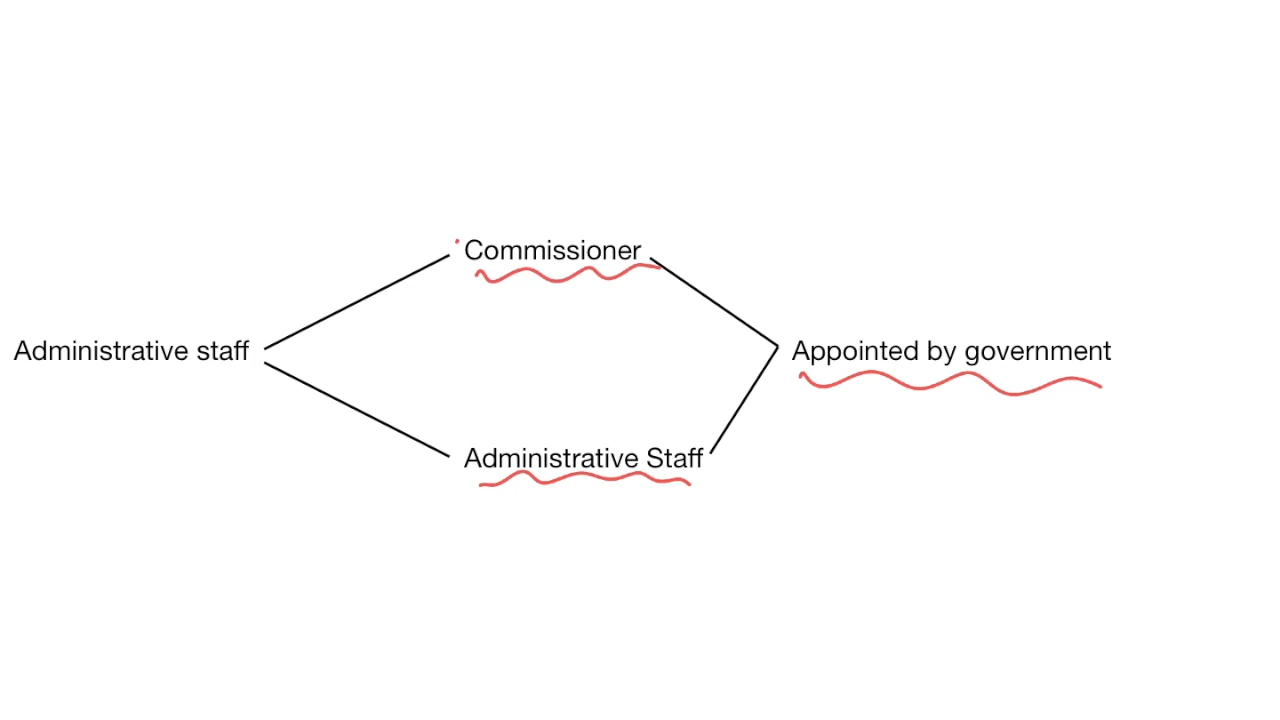 Commissioner
Administrative staff
Appointed by government
Administrative Staff